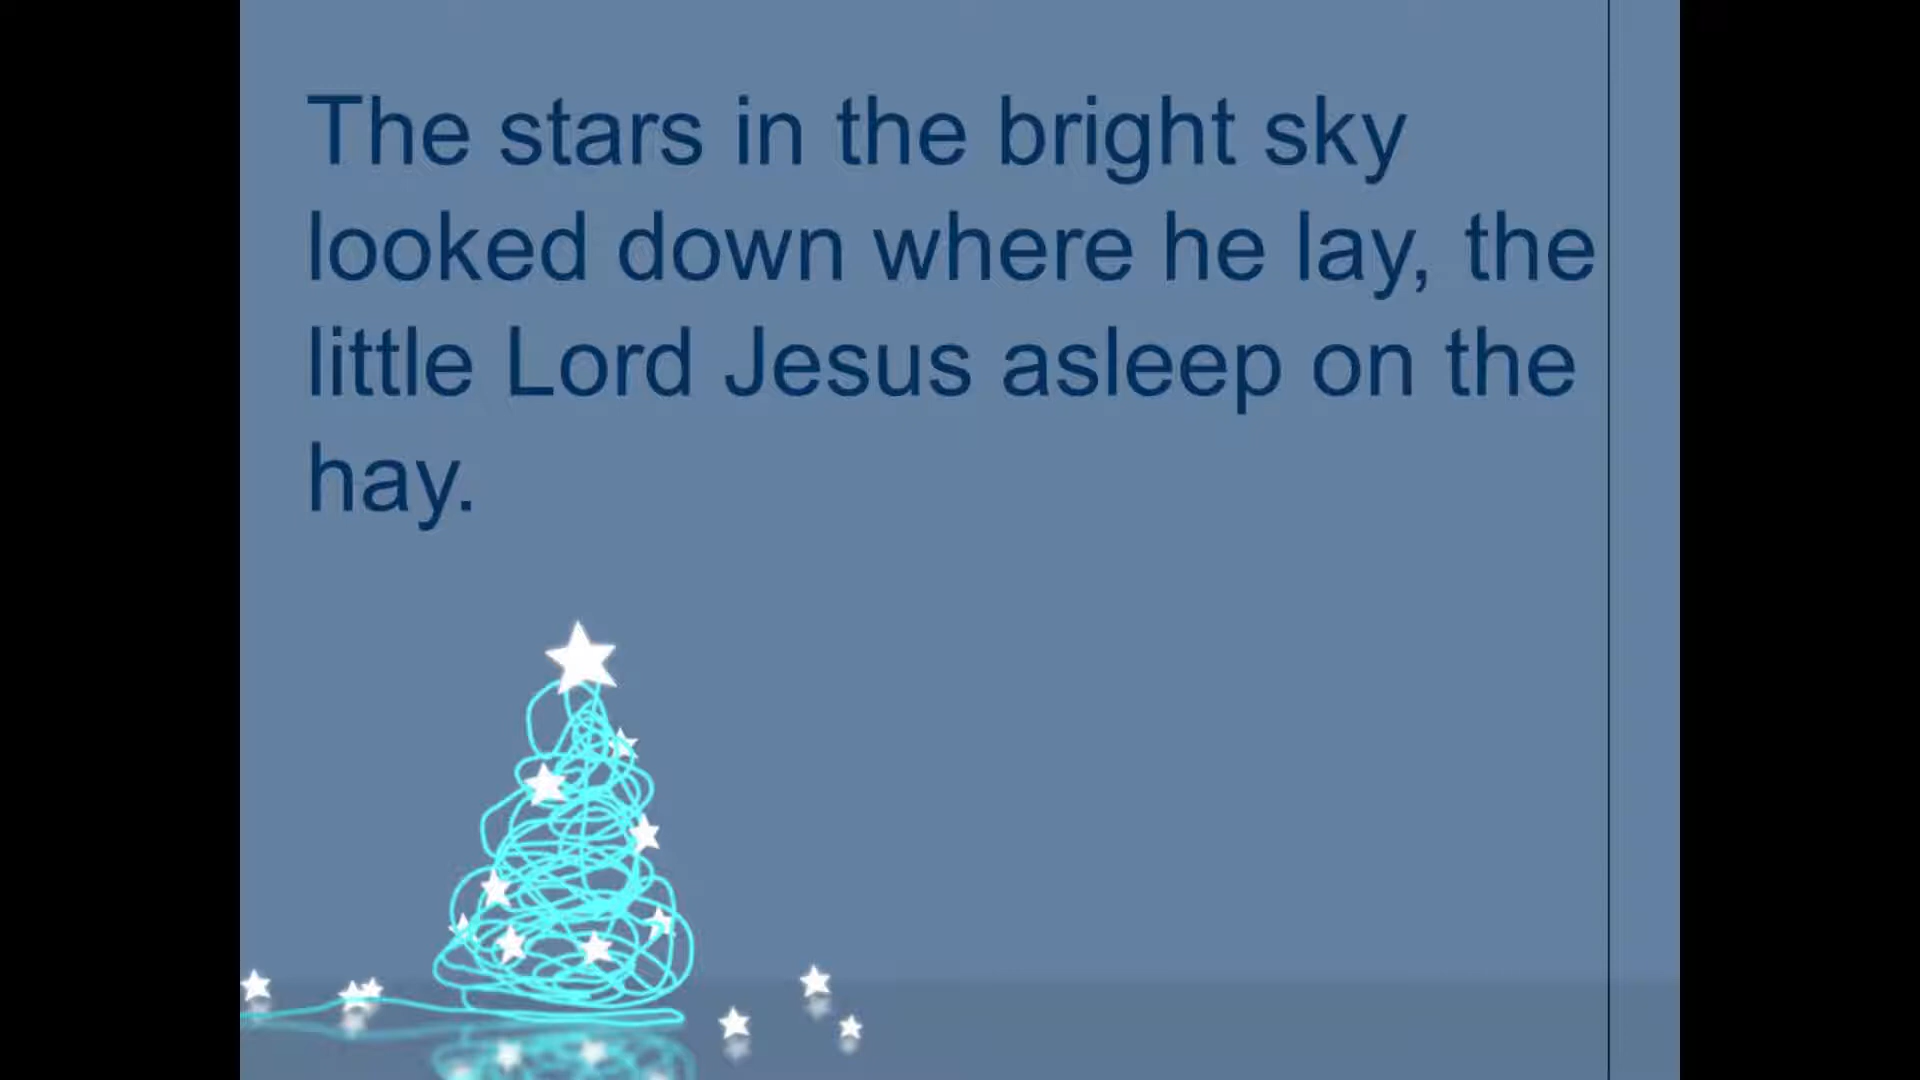 The stars in the bright sky
looked down where he lay, the
little Lord Jesus asleep on the
hay.